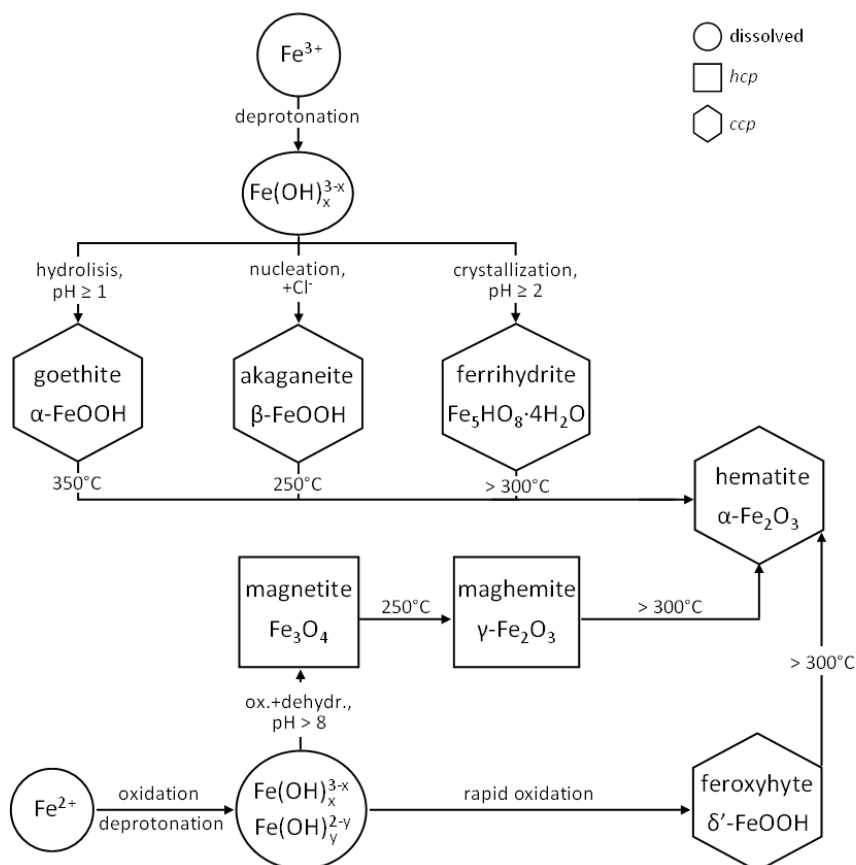 Fe³⁺
dissolved
hcp
ccp
deprotonation
Fe(OH)ₓ³⁻ˣ
hydrolisis,
pH ≥ 1
nucleation,
+Cl⁻
crystallization,
pH ≥ 2
goethite
α-FeOOH
akaganeite
β-FeOOH
ferrihydrite
Fe₅HO₈·4H₂O
350°C
250°C
> 300°C
hematite
α-Fe₂O₃
magnetite
Fe₃O₄
250°C
maghemite
γ-Fe₂O₃
> 300°C
> 300°C
ox.+dehydr.,
pH > 8
Fe²⁺
oxidation
deprotonation
Fe(OH)ₓ³⁻ˣ
Fe(OH)ᵧ²⁻ʸ
rapid oxidation
feroxyhyte
δ′-FeOOH